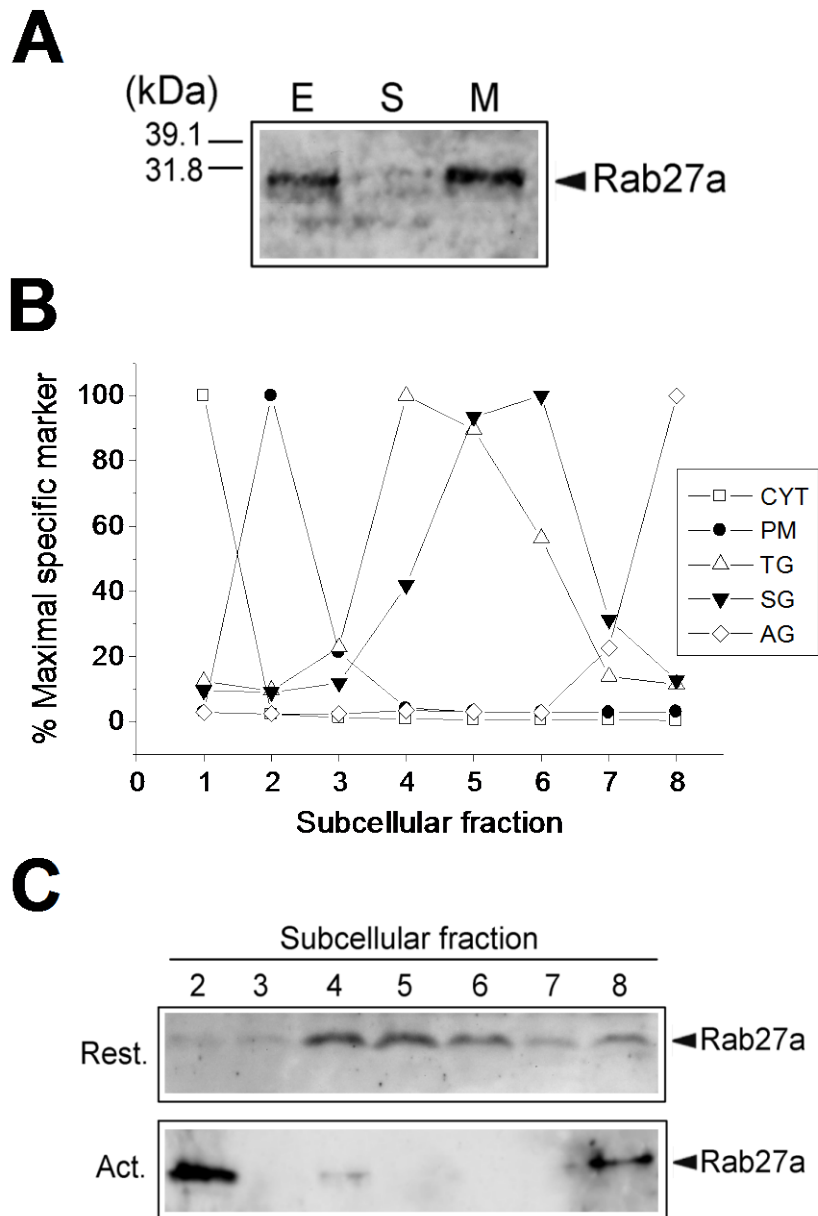 A
(kDa) E S M
39.1
31.8
Rab27a
B
% Maximal specific marker
100
80
60
40
20
0
0 1 2 3 4 5 6 7 8
Subcellular fraction
CYT
PM
TG
SG
AG
C
Subcellular fraction
2 3 4 5 6 7 8
Rest. Rab27a
Act. Rab27a